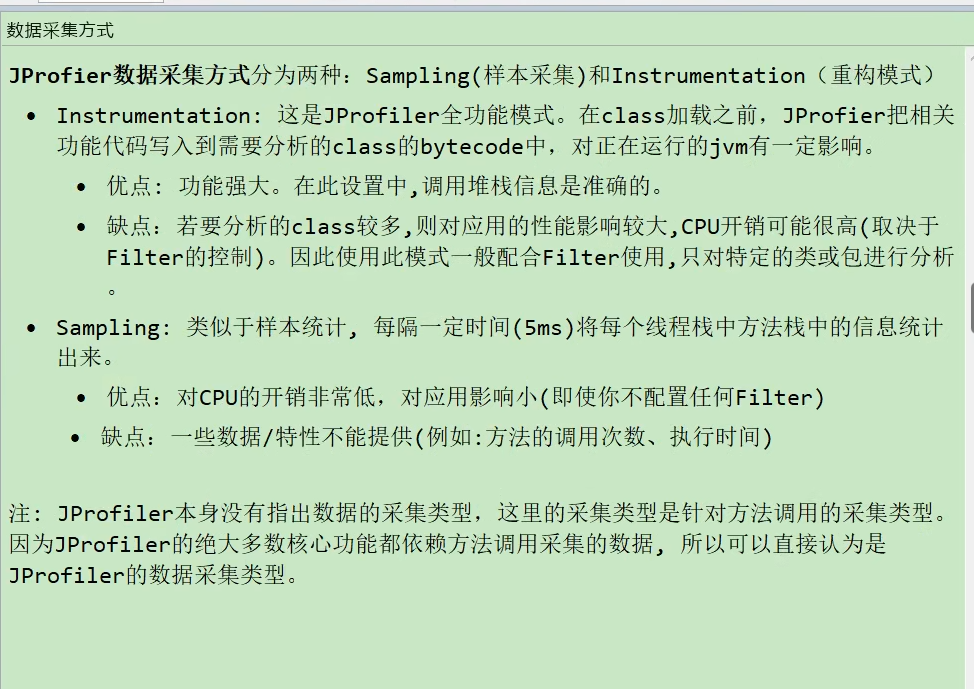 数据采集方式
JProfier数据采集方式分为两种：Sampling(样本采集)和Instrumentation（重构模式）
• Instrumentation: 这是JProfiler全功能模式。在class加载之前，JProfier把相关
功能代码写入到需要分析的class的bytecode中，对正在运行的jvm有一定影响。
• 优点: 功能强大。在此设置中,调用堆栈信息是准确的。
• 缺点：若要分析的class较多,则对应用的性能影响较大,CPU开销可能很高(取决于
Filter的控制)。因此使用此模式一般配合Filter使用,只对特定的类或包进行分析
。
• Sampling: 类似于样本统计, 每隔一定时间(5ms)将每个线程栈中方法栈中的信息统计
出来。
• 优点：对CPU的开销非常低，对应用影响小(即使你不配置任何Filter)
• 缺点：一些数据/特性不能提供(例如:方法的调用次数、执行时间)
注: JProfiler本身没有指出数据的采集类型，这里的采集类型是针对方法调用的采集类型。
因为JProfiler的绝大多数核心功能都依赖方法调用采集的数据, 所以可以直接认为是
JProfiler的数据采集类型。